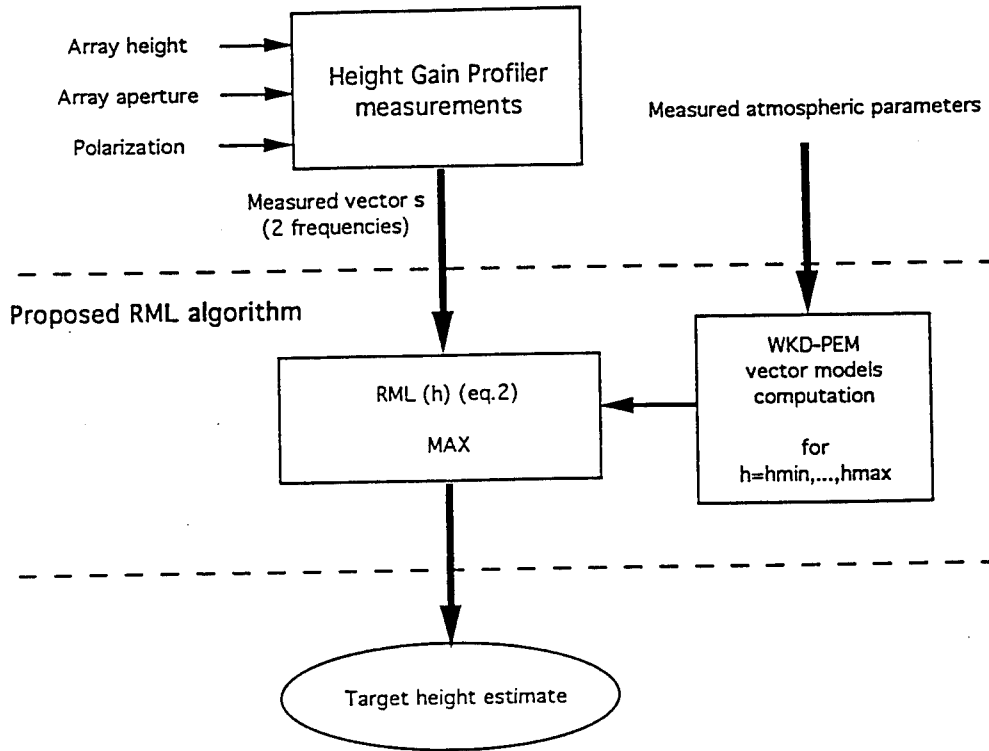 Array height
Array aperture
Polarization
Height Gain Profiler
measurements
Measured atmospheric parameters
Measured vector s
(2 frequencies)
Proposed RML algorithm
RML (h) (eq.2)
MAX
WKD-PEM
vector models
computation
for
h=hmin,...,hmax
Target height estimate